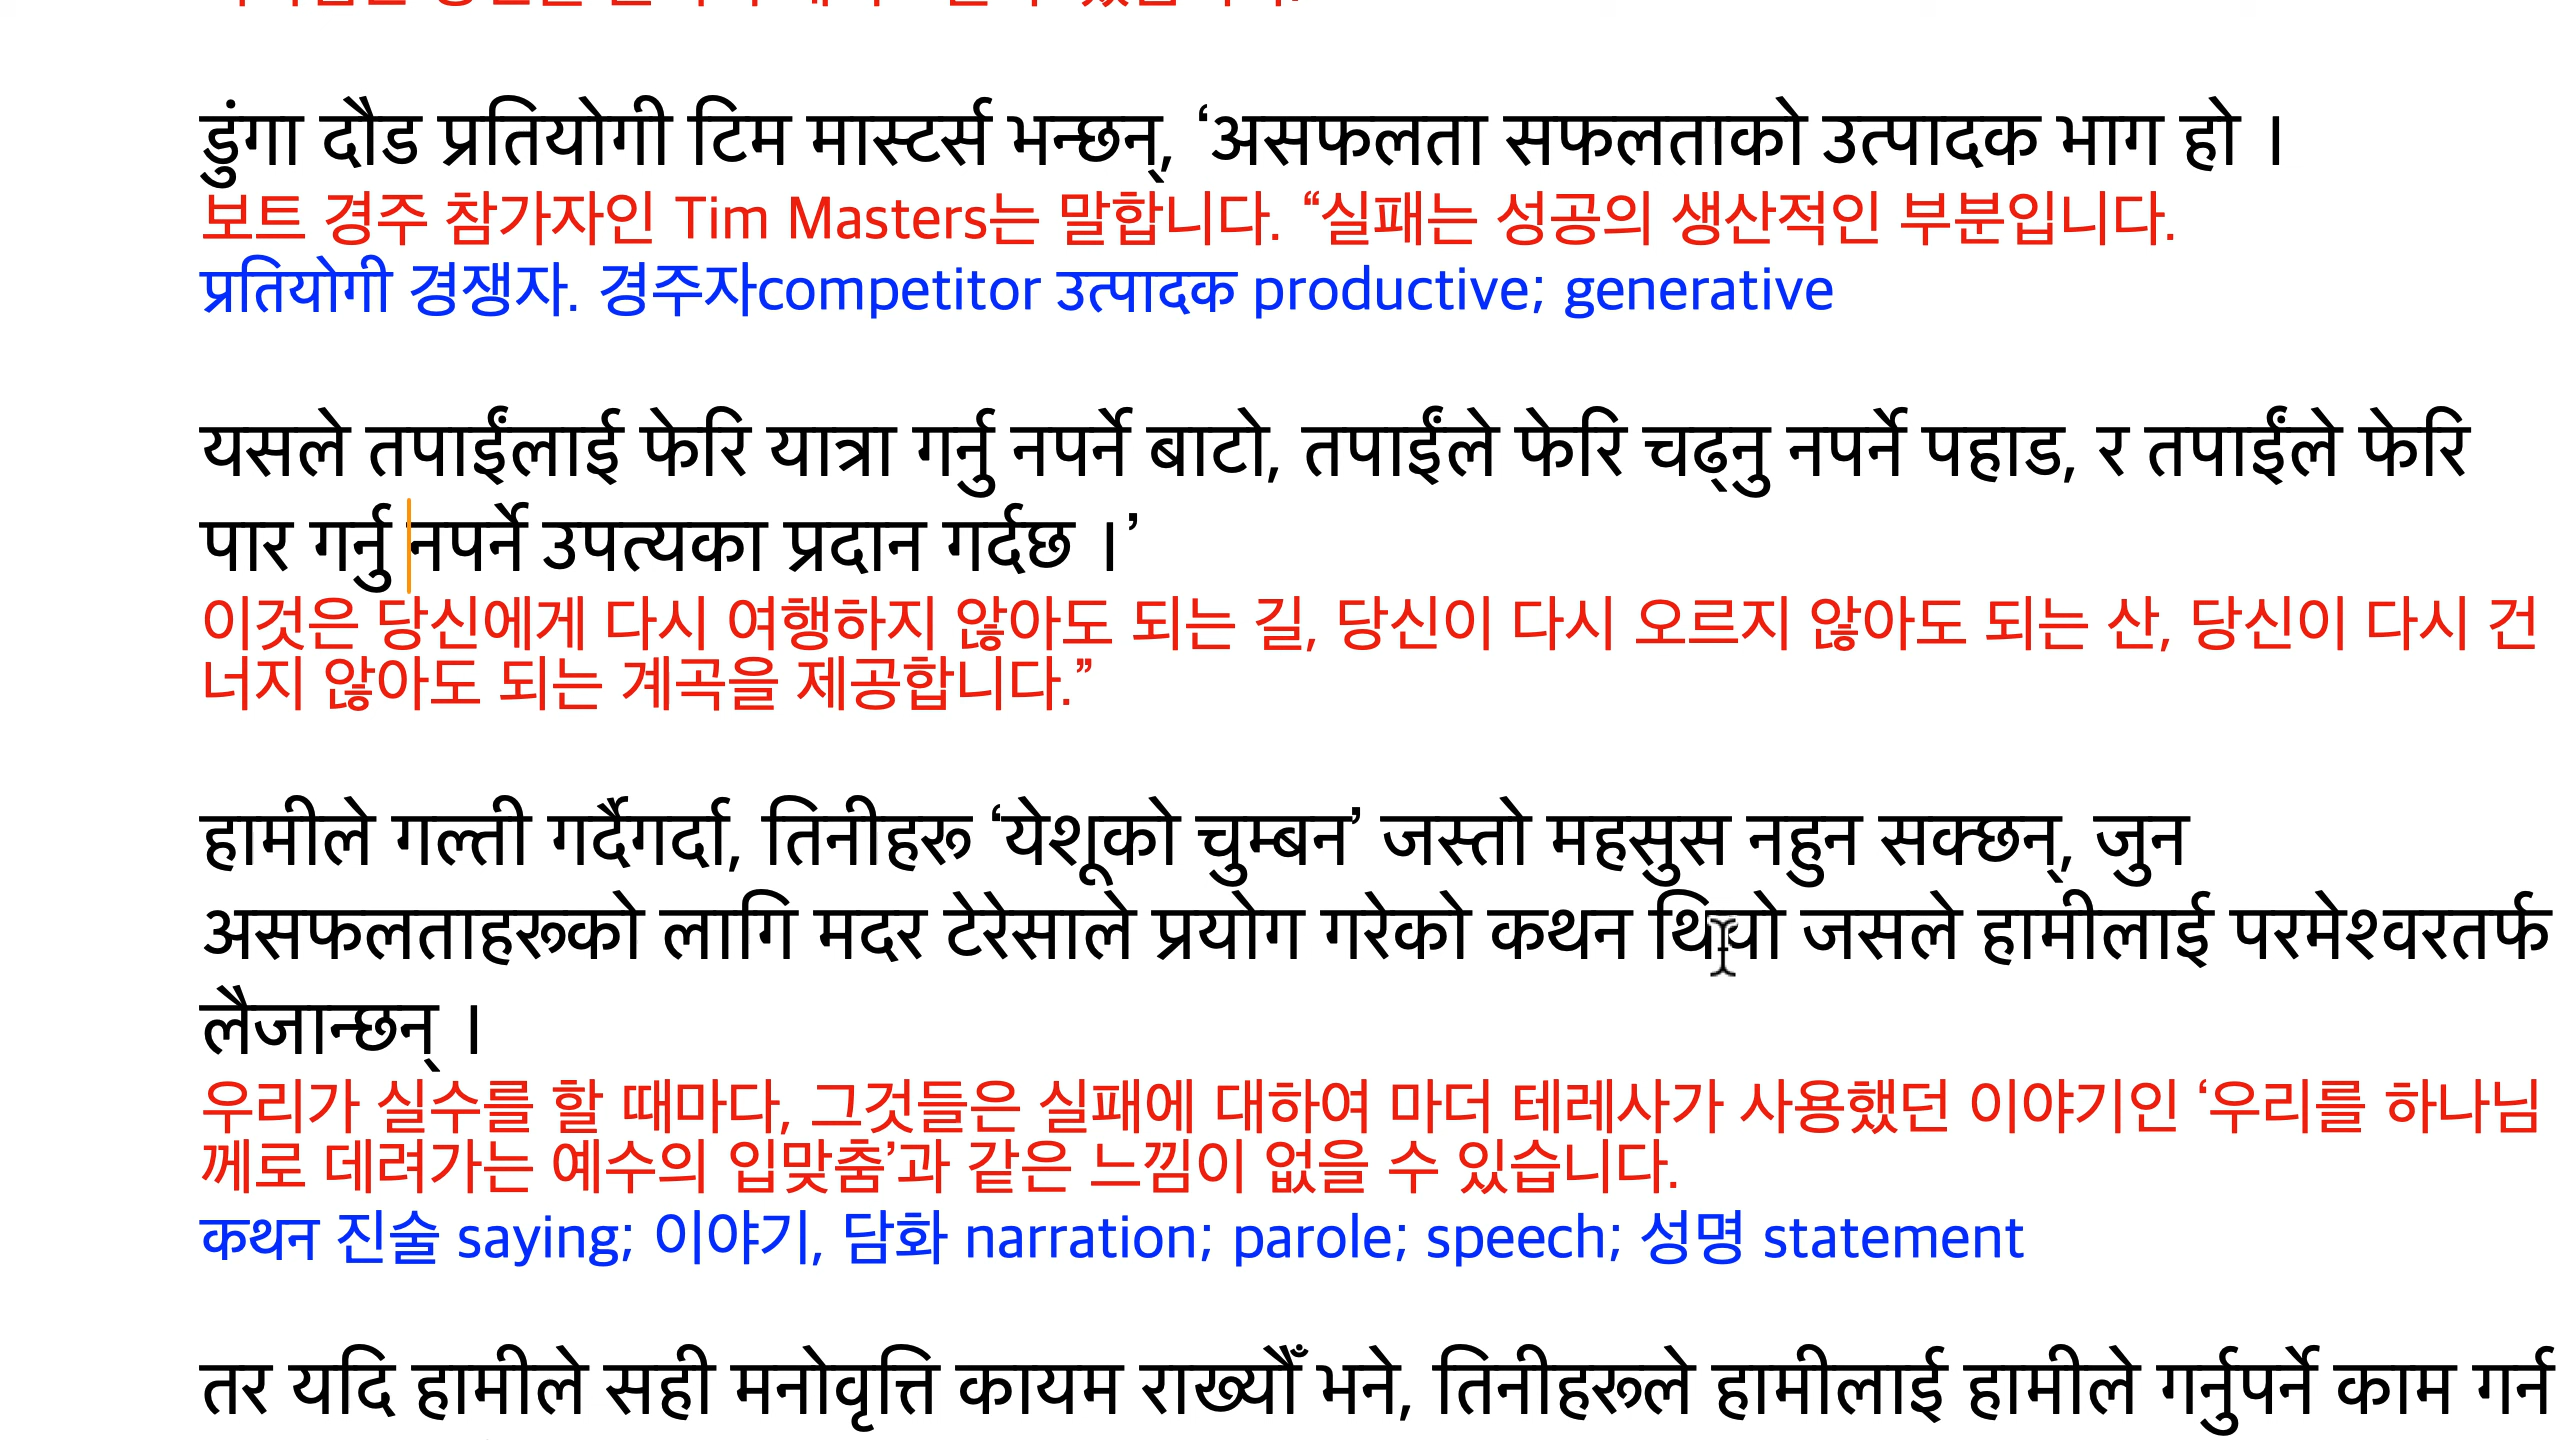 डुंगा दौड प्रतियोगी टिम मास्टर्स भन्छन्, ‘असफलता सफलताको उत्पादक भाग हो ।
보트 경주 참가자인 Tim Masters는 말합니다. “실패는 성공의 생산적인 부분입니다.
प्रतियोगी 경쟁자. 경주자competitor उत्पादक productive; generative
यसले तपाईंलाई फेरि यात्रा गर्नु नपर्ने बाटो, तपाईंले फेरि चढ्नु नपर्ने पहाड, र तपाईंले फेरि
पार गर्नु नपर्ने उपत्यका प्रदान गर्दछ ।’
이것은 당신에게 다시 여행하지 않아도 되는 길, 당신이 다시 오르지 않아도 되는 산, 당신이 다시 건
너지 않아도 되는 계곡을 제공합니다.”
हामीले गल्ती गर्दैगर्दा, तिनीहरू ‘येशूको चुम्बन’ जस्तो महसुस नहुन सक्छन्, जुन
असफलताहरूको लागि मदर टेरेसाले प्रयोग गरेको कथन थियो जसले हामीलाई परमेश्वरतर्फ
लैजान्छन् ।
우리가 실수를 할 때마다, 그것들은 실패에 대하여 마더 테레사가 사용했던 이야기인 ‘우리를 하나님
께로 데려가는 예수의 입맞춤’과 같은 느낌이 없을 수 있습니다.
कथन 진술 saying; 이야기, 담화 narration; parole; speech; 성명 statement
तर यदि हामीले सही मनोवृत्ति कायम राख्यौँ भने, तिनीहरूले हामीलाई हामीले गर्नुपर्ने काम गर्न